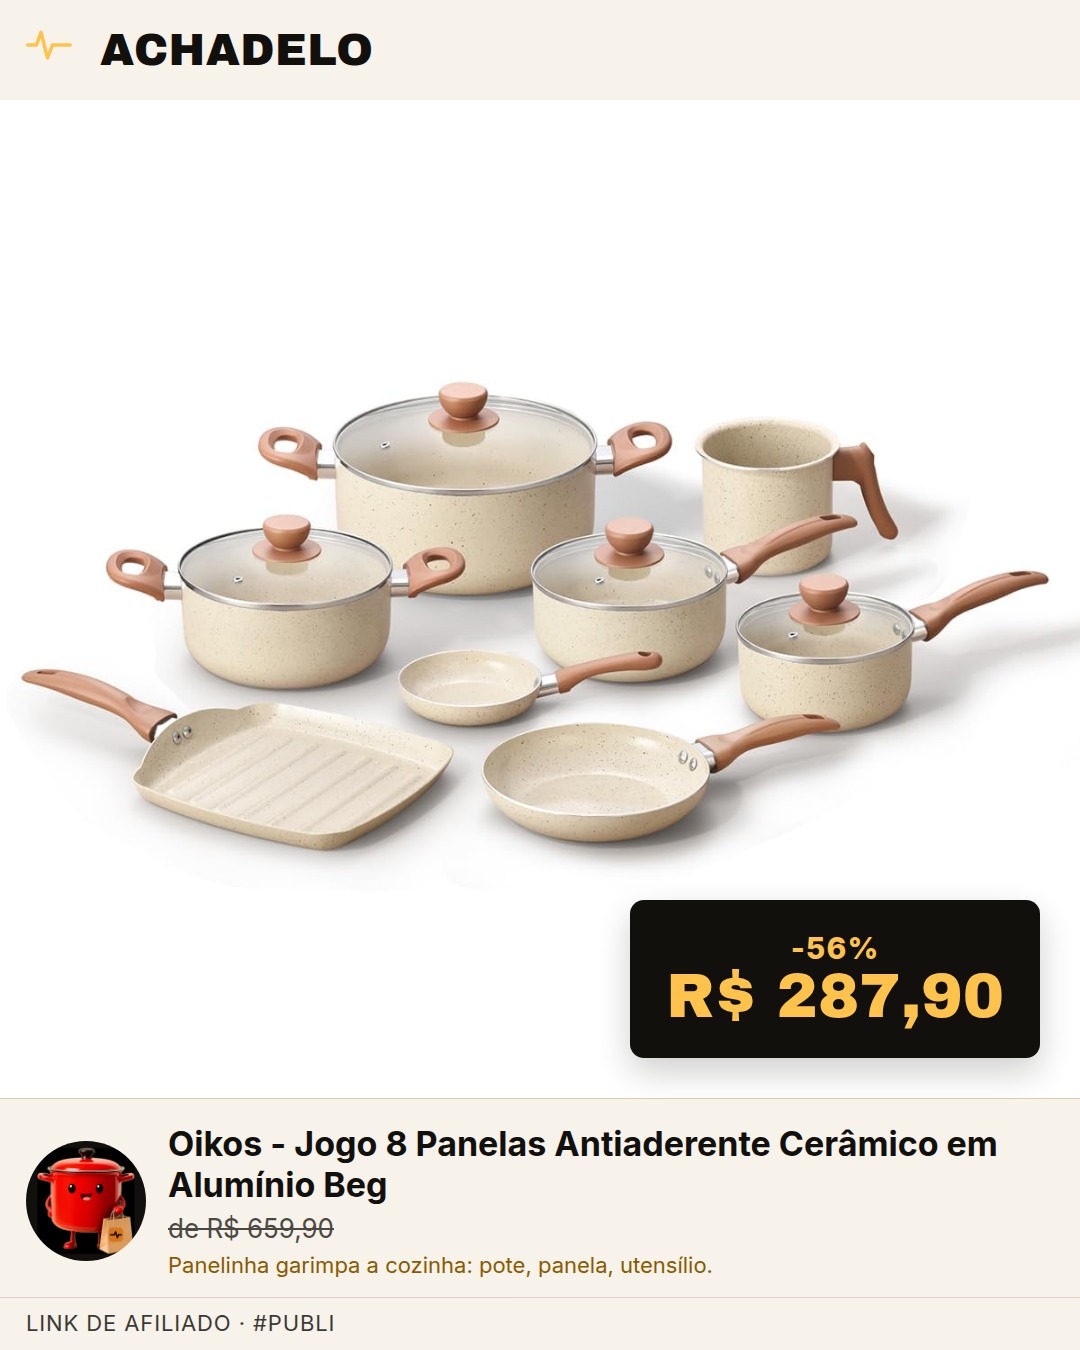 ACHADELO
-56%
R$ 287,90
Oikos - Jogo 8 Panelas Antiaderente Cerâmico em
Alumínio Beg
de R$ 659,90
Panelinha garimpa a cozinha: pote, panela, utensílio.
LINK DE AFILIADO · #PUBLI